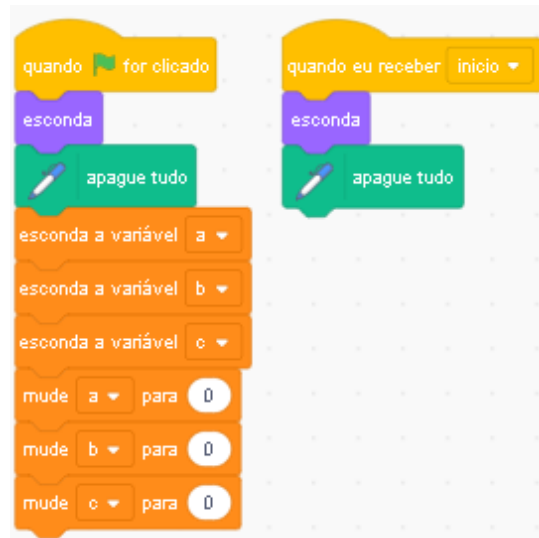 quando for clicado
esconda
apague tudo
esconda a variável a
esconda a variável b
esconda a variável c
mude a para 0
mude b para 0
mude c para 0
quando eu receber inicio
esconda
apague tudo